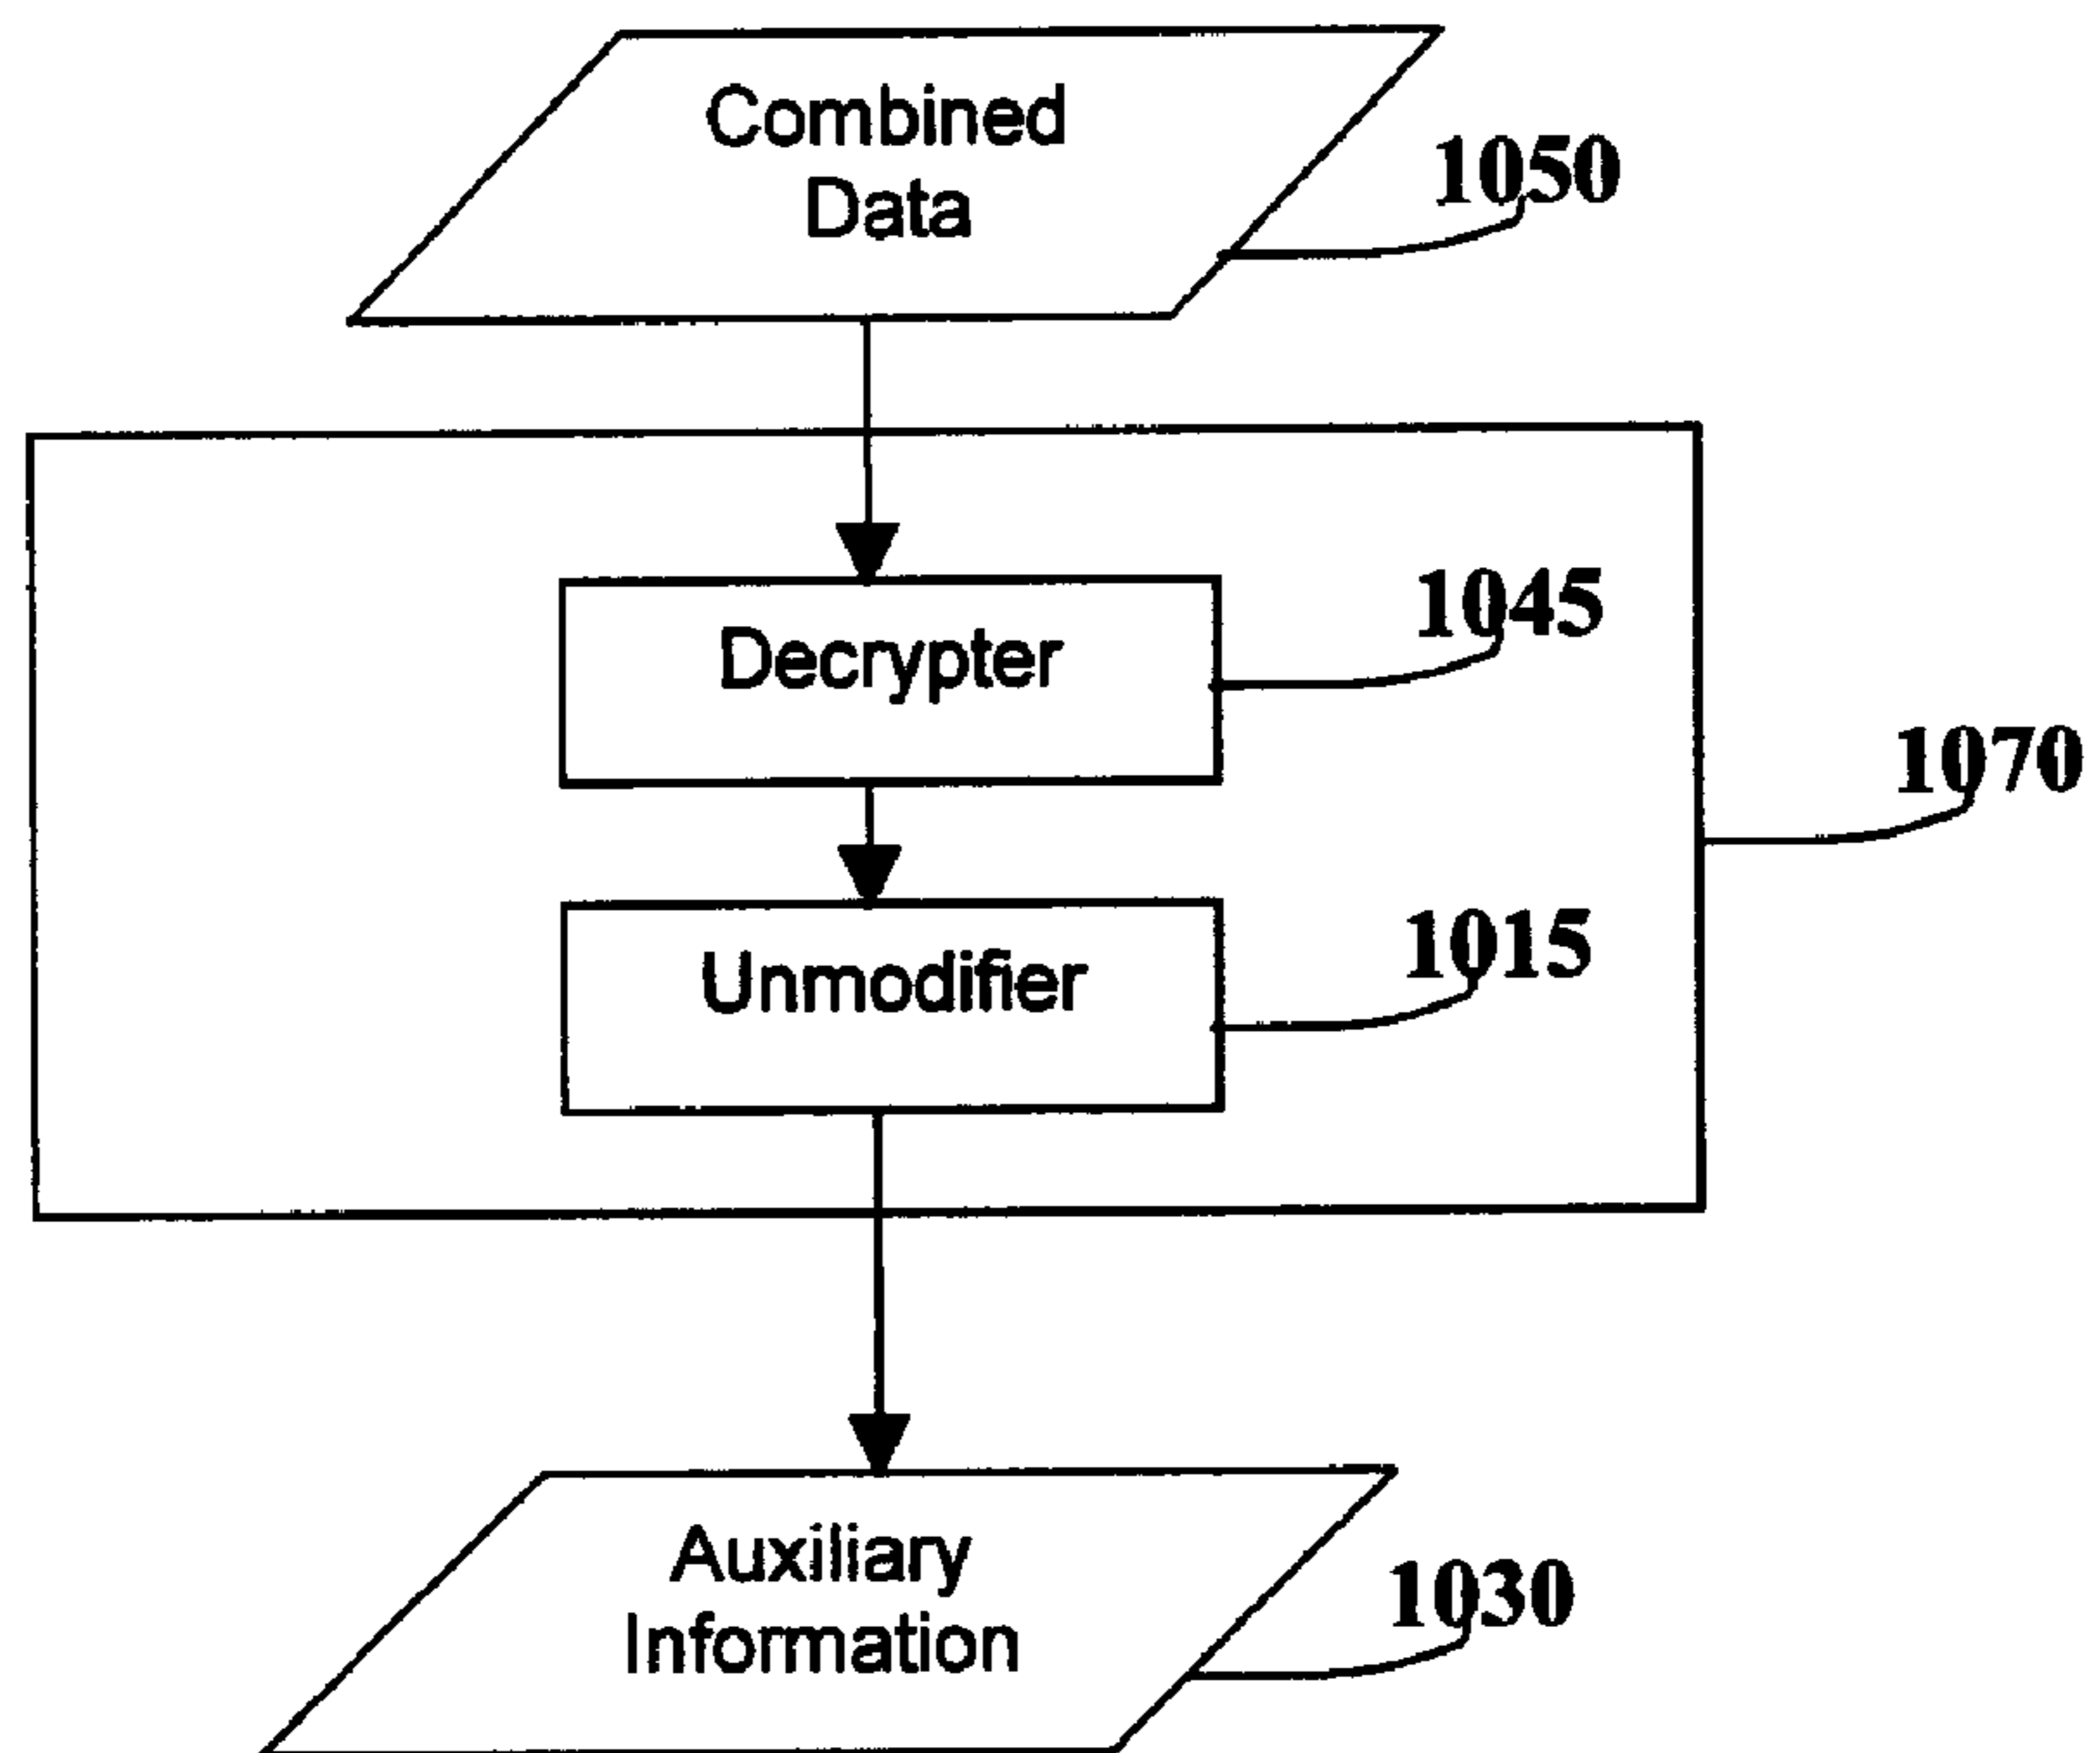 Combined
Data
1050
Decrypter
1045
1070
Unmodifier
1015
Auxiliary
Information
1030